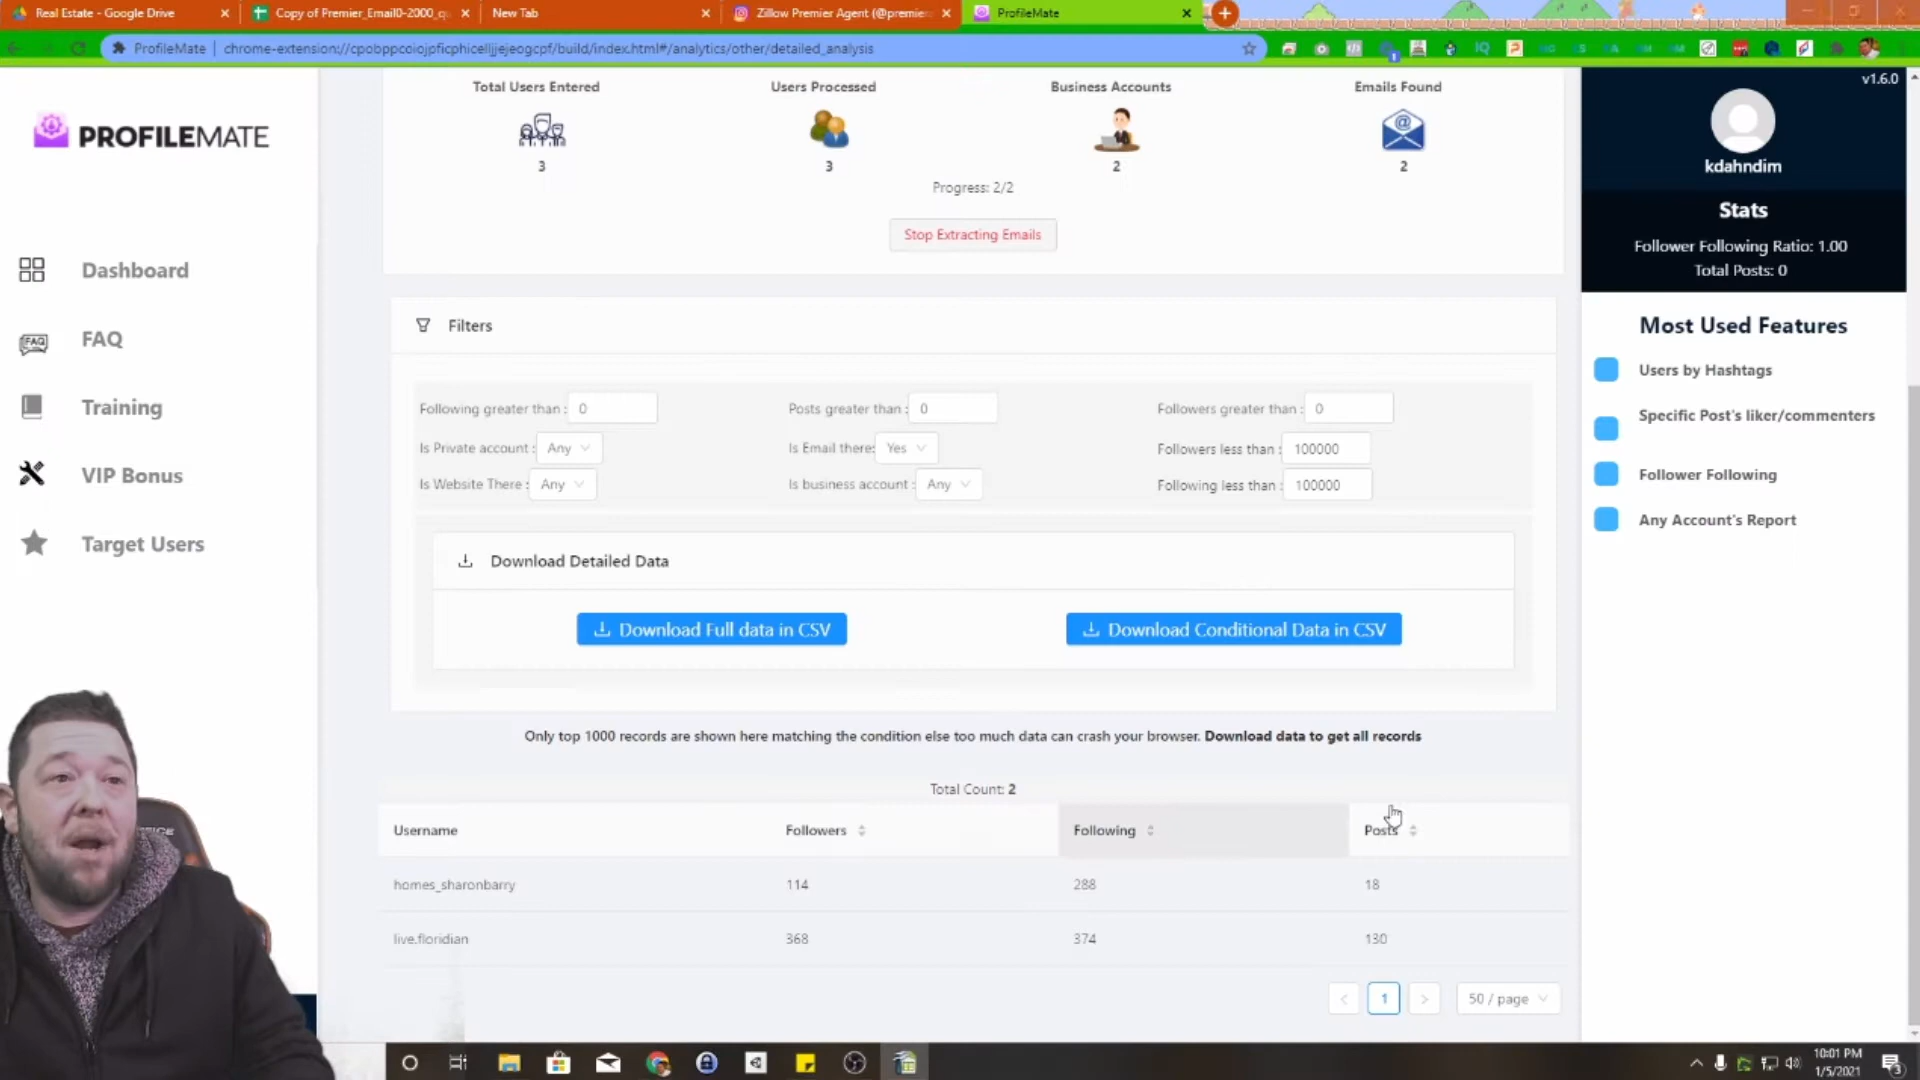 Real Estate - Google Drive
Copy of Premier_Email0-2000_qu
New Tab
Zillow Premier Agent (@premier
ProfileMate
ProfileMate | chrome-extension://cpobppcoiojpficphicelljjejeogcpf/build/index.html#/analytics/other/detailed_analysis
PROFILEMATE
Dashboard
FAQ
Training
VIP Bonus
Target Users
Total Users Entered
Users Processed
Business Accounts
Emails Found
3
3
2
2
Progress: 2/2
Stop Extracting Emails
Filters
Following greater than : 0
Posts greater than : 0
Followers greater than : 0
Is Private account : Any
Is Email there: Yes
Followers less than : 100000
Is Website There : Any
Is business account : Any
Following less than : 100000
Download Detailed Data
Download Full data in CSV
Download Conditional Data in CSV
Only top 1000 records are shown here matching the condition else too much data can crash your browser. Download data to get all records
Total Count: 2
Username Followers Following Posts
homes_sharonbarry 114 288 18
live.floridian 368 374 130
< 1 > 50 / page
v1.6.0
kdahndim
Stats
Follower Following Ratio: 1.00
Total Posts: 0
Most Used Features
Users by Hashtags
Specific Post's liker/commenters
Follower Following
Any Account's Report
10:01 PM
1/5/2021